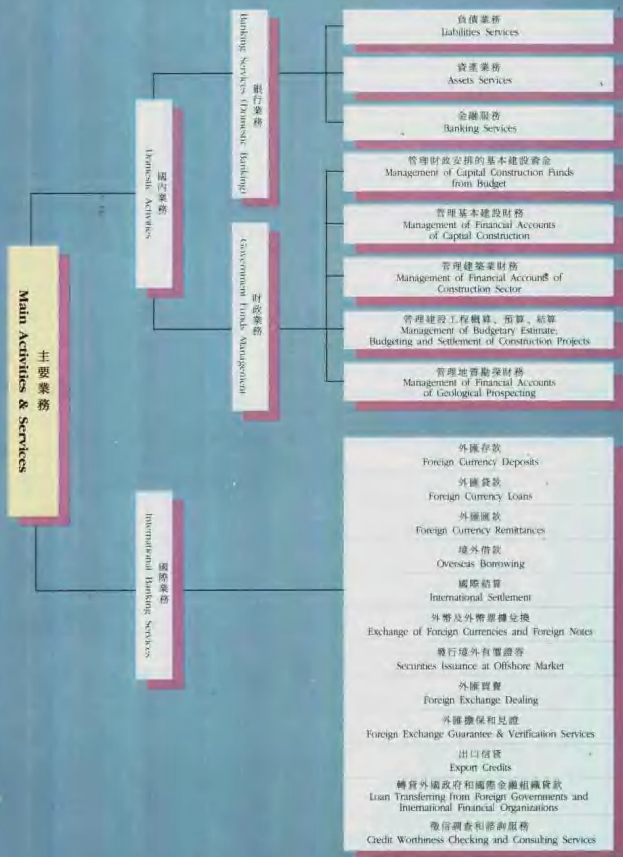 主要業務
Main Activities & Services
國內業務
Domestic Activities
銀行業務
Banking Services (Domestic Banking)
負債業務
Liabilities Services
資產業務
Assets Services
金融服務
Banking Services
財政業務
Government Funds Management
管理財政安排的基本建設資金
Management of Capital Construction Funds
from Budget
管理基本建設財務
Management of Financial Accounts
of Captial Construction
管理建築業財務
Management of Financial Accounts of
Construction Sector
管理建設工程概算、預算、結算
Management of Budgetary Estimate,
Budgeting and Settlement of Construction Projects
管理地質勘探財務
Management of Financial Accounts
of Geological Prospecting
國際業務
International Banking Services
外匯存款
Foreign Currency Deposits
外匯貸款
Foreign Currency Loans
外匯匯款
Foreign Currency Remittances
境外借款
Overseas Borrowing
國際結算
International Settlement
外幣及外幣票據兌換
Exchange of Foreign Currencies and Foreign Notes
發行境外有價證券
Securities Issuance at Offshore Market
外匯買賣
Foreign Exchange Dealing
外匯擔保和見證
Foreign Exchange Guarantee & Verification Services
出口信貸
Export Credits
轉貸外國政府和國際金融組織貸款
Loan Transferring from Foreign Governments and
International Financial Organizations
徵信調查和諮詢服務
Credit Worthiness Checking and Consulting Services